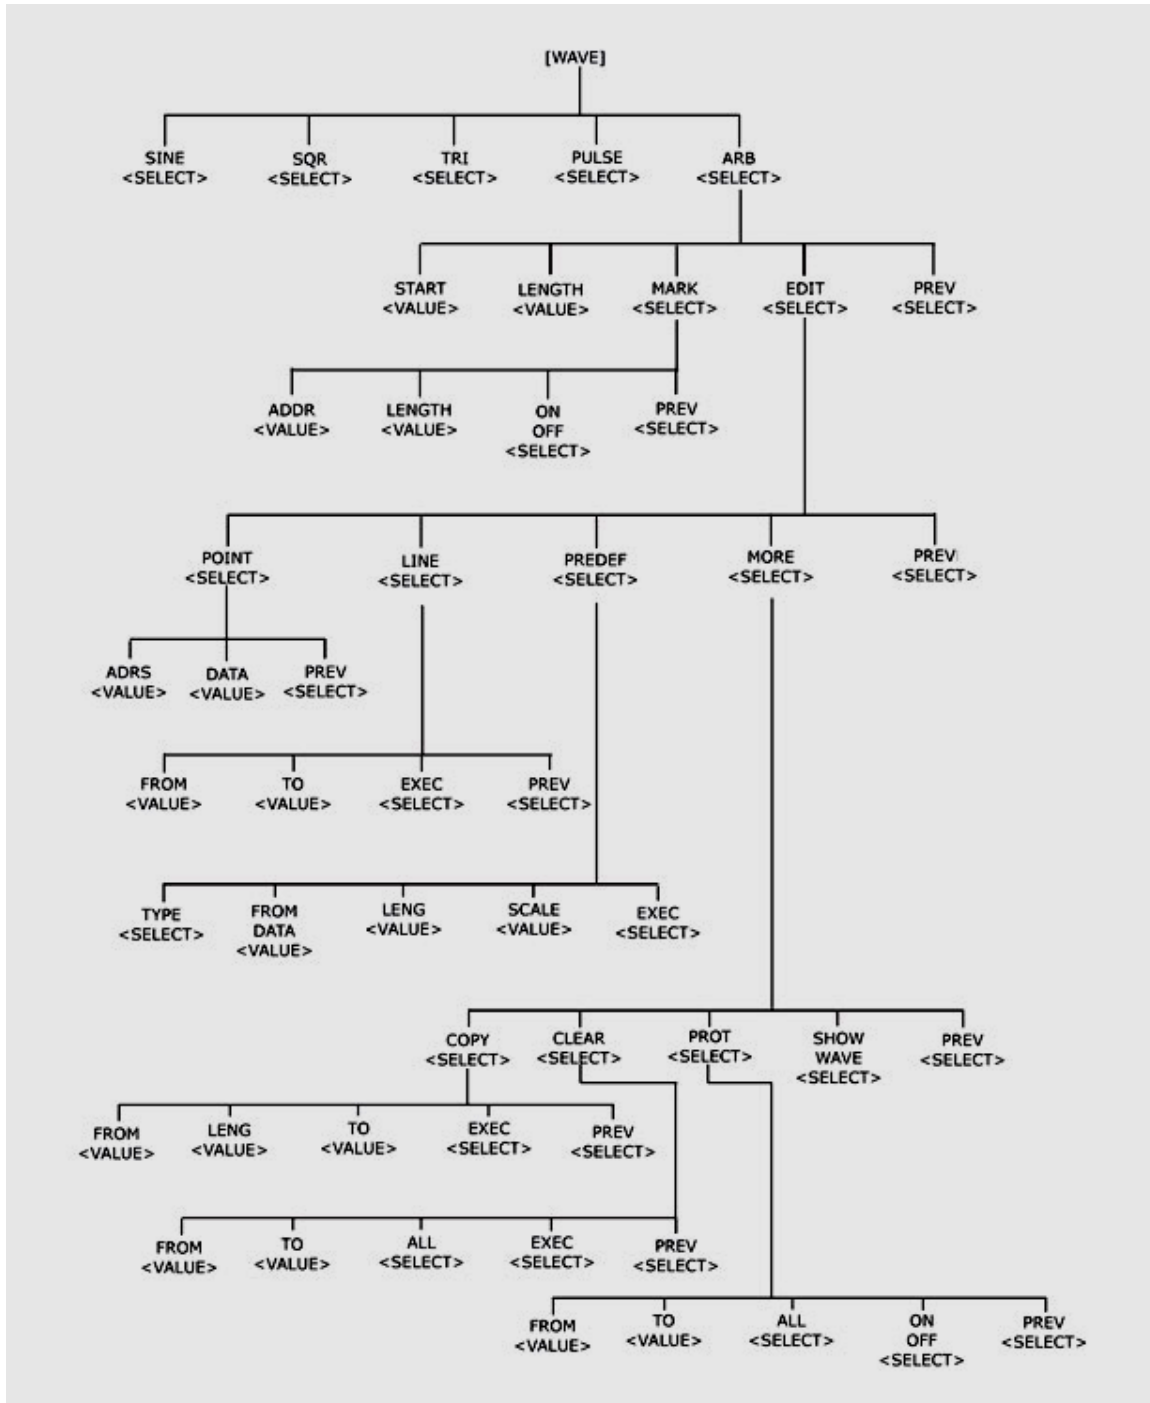 [WAVE]
SINE SQR TRI PULSE ARB
<SELECT> <SELECT> <SELECT> <SELECT> <SELECT>
START LENGTH MARK EDIT PREV
<VALUE> <VALUE> <SELECT> <SELECT> <SELECT>
ADDR LENGTH ON PREV
<VALUE> <VALUE> OFF <SELECT>
<SELECT>
POINT LINE PREDEF MORE PREV
<SELECT> <SELECT> <SELECT> <SELECT> <SELECT>
ADRS DATA PREV
<VALUE> <VALUE> <SELECT>
FROM TO EXEC PREV
<VALUE> <VALUE> <SELECT> <SELECT>
TYPE FROM LENG SCALE EXEC
<SELECT> DATA <VALUE> <VALUE> <SELECT>
<VALUE>
COPY CLEAR PROT SHOW PREV
<SELECT> <SELECT> <SELECT> WAVE <SELECT>
<SELECT>
FROM LENG TO EXEC PREV
<VALUE> <VALUE> <VALUE> <SELECT> <SELECT>
FROM TO ALL EXEC PREV
<VALUE> <VALUE> <SELECT> <SELECT> <SELECT>
FROM TO ALL ON PREV
<VALUE> <VALUE> <SELECT> OFF <SELECT>
<SELECT>